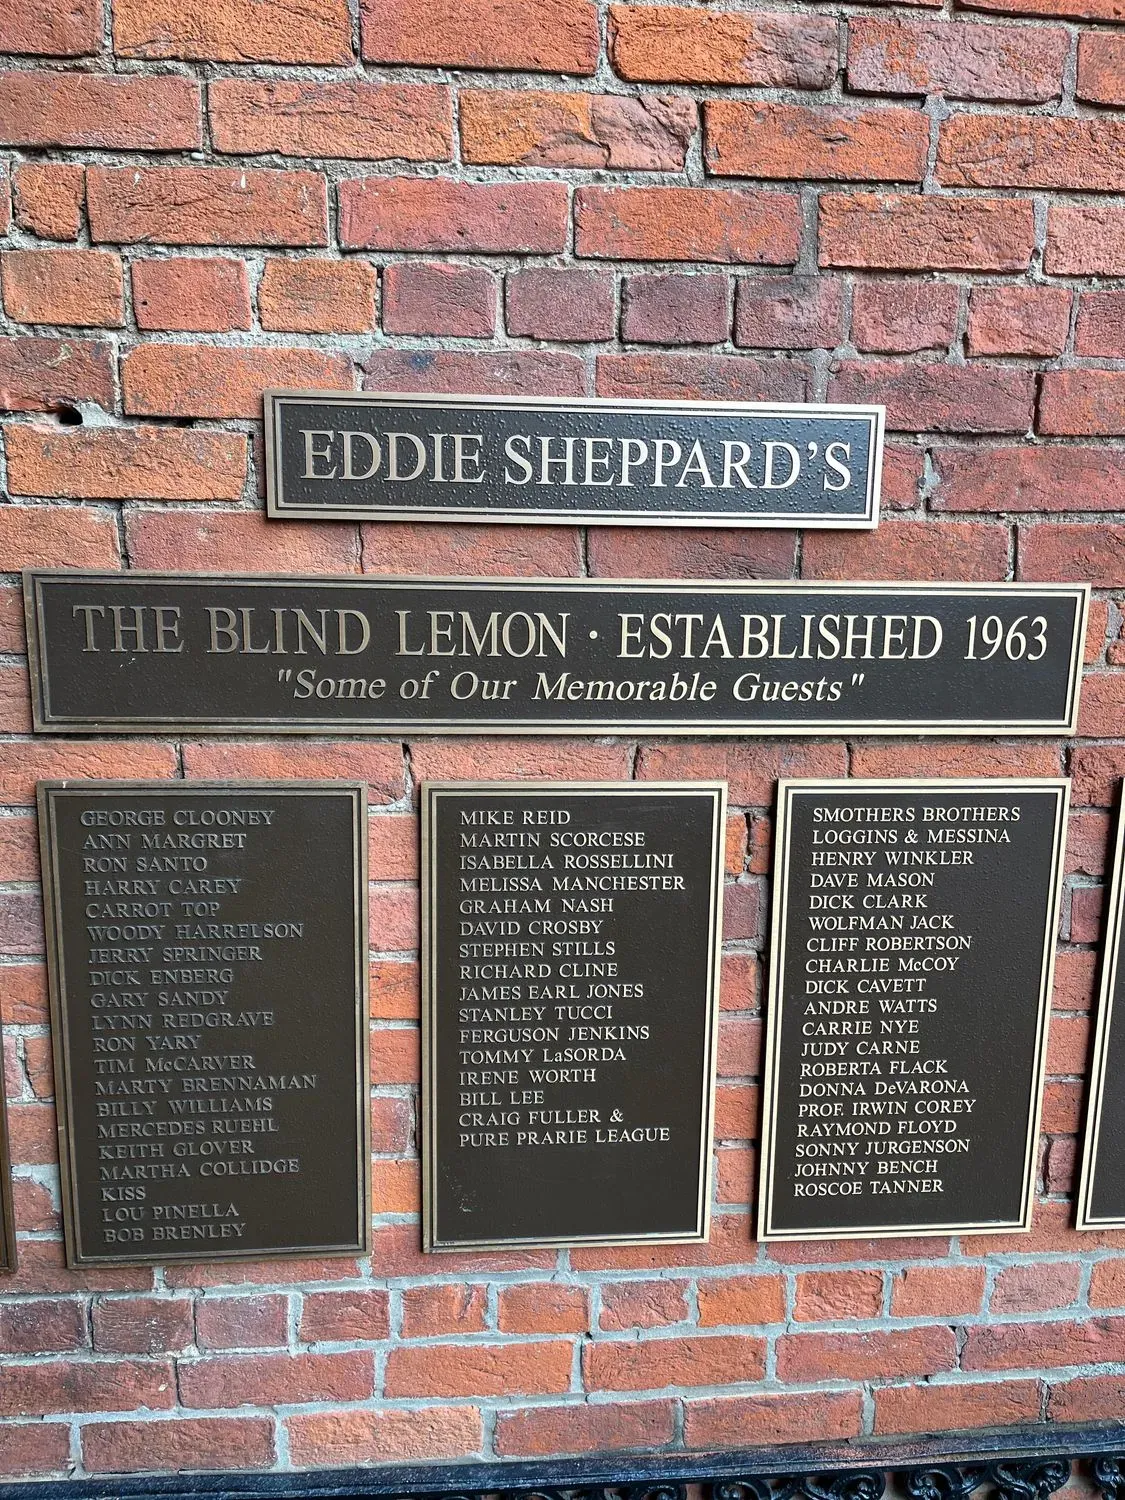 EDDIE SHEPPARD'S
THE BLIND LEMON · ESTABLISHED 1963
"Some of Our Memorable Guests"
GEORGE CLOONEY
ANN MARGRET
RON SANTO
HARRY CAREY
CARROT TOP
WOODY HARRELSON
JERRY SPRINGER
DICK ENBERG
GARY SANDY
LYNN REDGRAVE
RON YARY
TIM McCARVER
MARTY BRENNAMAN
BILLY WILLIAMS
MERCEDES RUEHL
KEITH GLOVER
MARTHA COLLIDGE
KISS
LOU PINELLA
BOB BRENLEY
MIKE REID
MARTIN SCORCESE
ISABELLA ROSSELLINI
MELISSA MANCHESTER
GRAHAM NASH
DAVID CROSBY
STEPHEN STILLS
RICHARD CLINE
JAMES EARL JONES
STANLEY TUCCI
FERGUSON JENKINS
TOMMY LaSORDA
IRENE WORTH
BILL LEE
CRAIG FULLER &
PURE PRARIE LEAGUE
SMOTHERS BROTHERS
LOGGINS & MESSINA
HENRY WINKLER
DAVE MASON
DICK CLARK
WOLFMAN JACK
CLIFF ROBERTSON
CHARLIE McCOY
DICK CAVETT
ANDRE WATTS
CARRIE NYE
JUDY CARNE
ROBERTA FLACK
DONNA DeVARONA
PROF. IRWIN COREY
RAYMOND FLOYD
SONNY JURGENSON
JOHNNY BENCH
ROSCOE TANNER